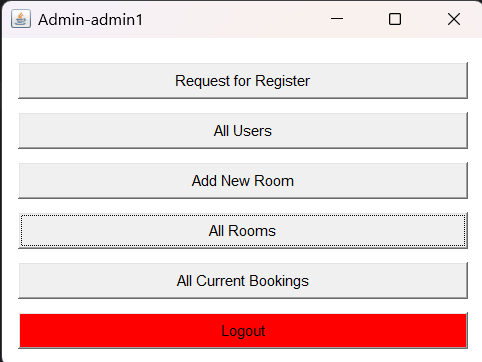 Admin-admin1
Request for Register
All Users
Add New Room
All Rooms
All Current Bookings
Logout